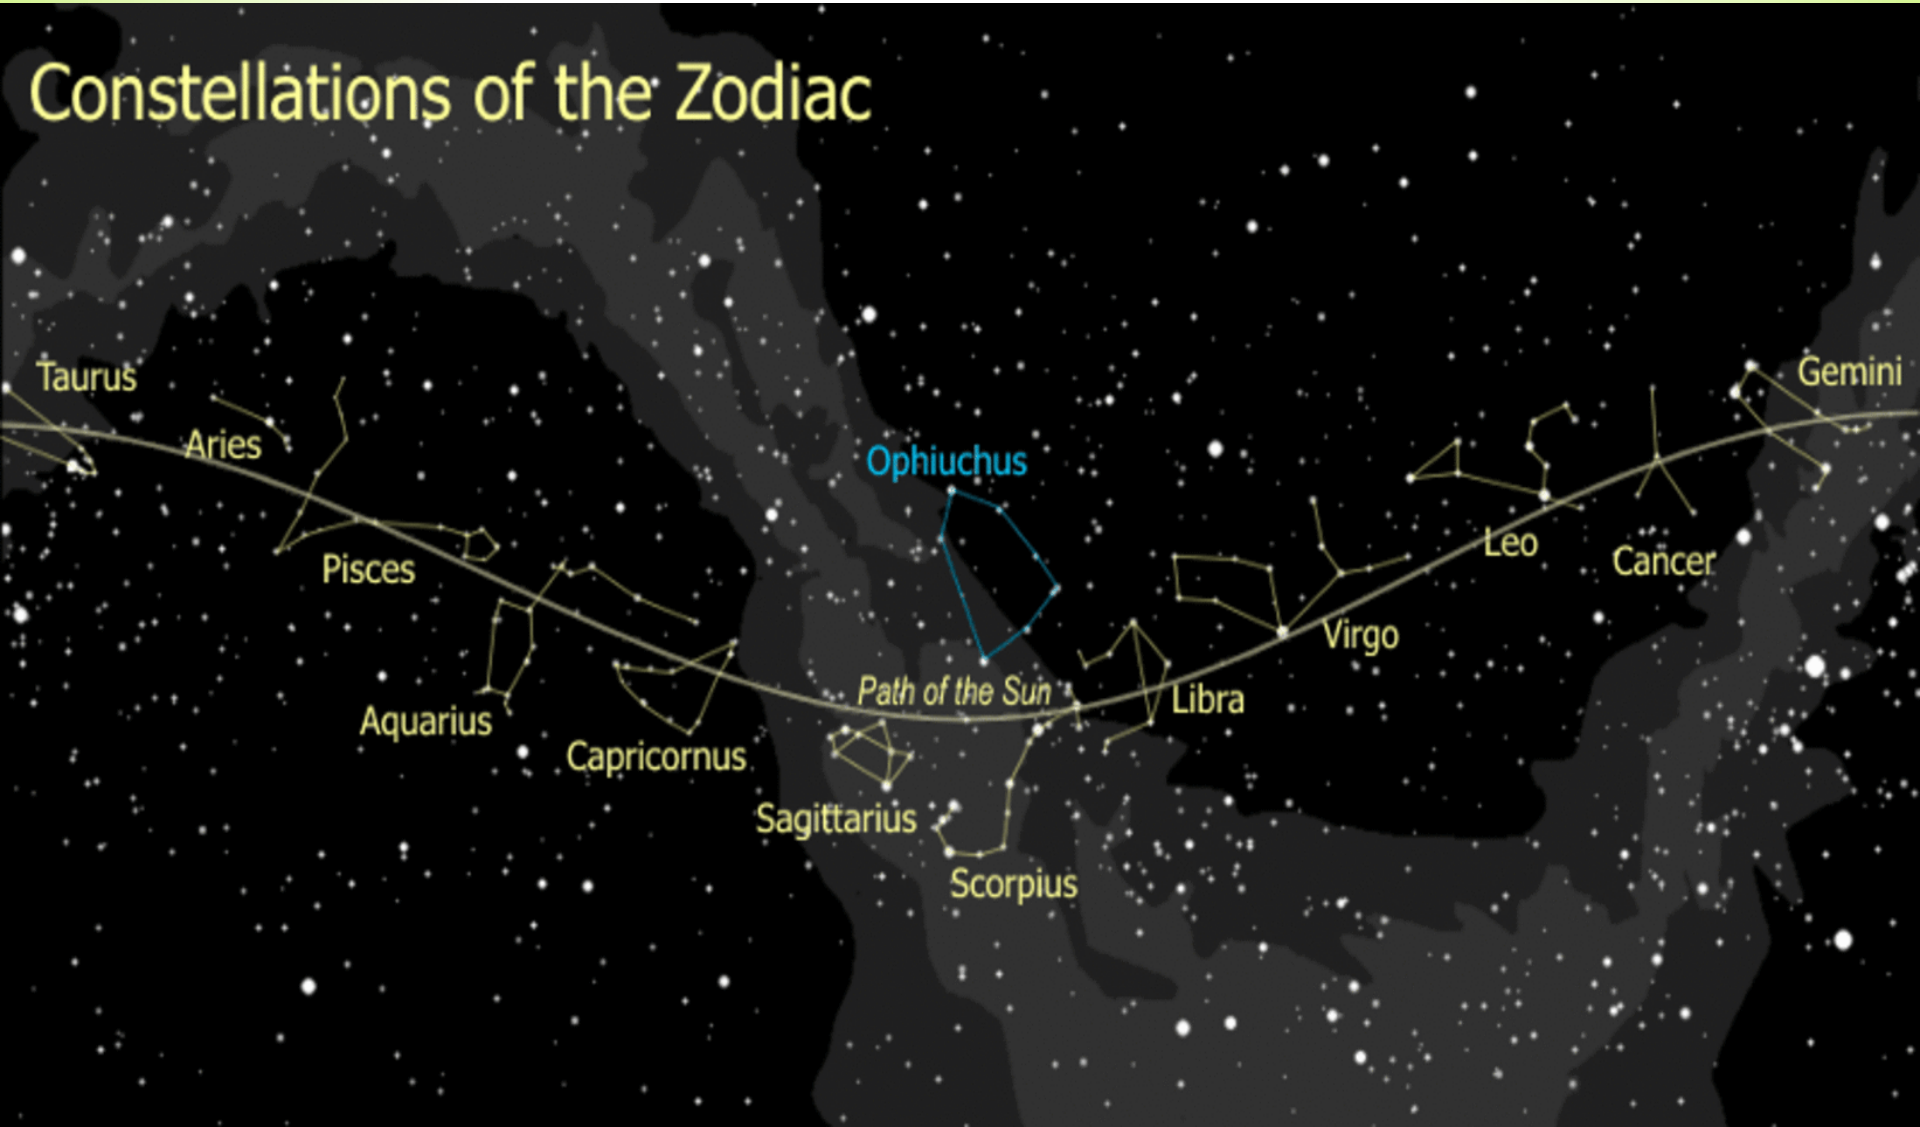 Constellations of the Zodiac
Taurus
Aries
Pisces
Aquarius
Capricornus
Ophiuchus
Path of the Sun
Sagittarius
Scorpius
Libra
Virgo
Leo
Cancer
Gemini